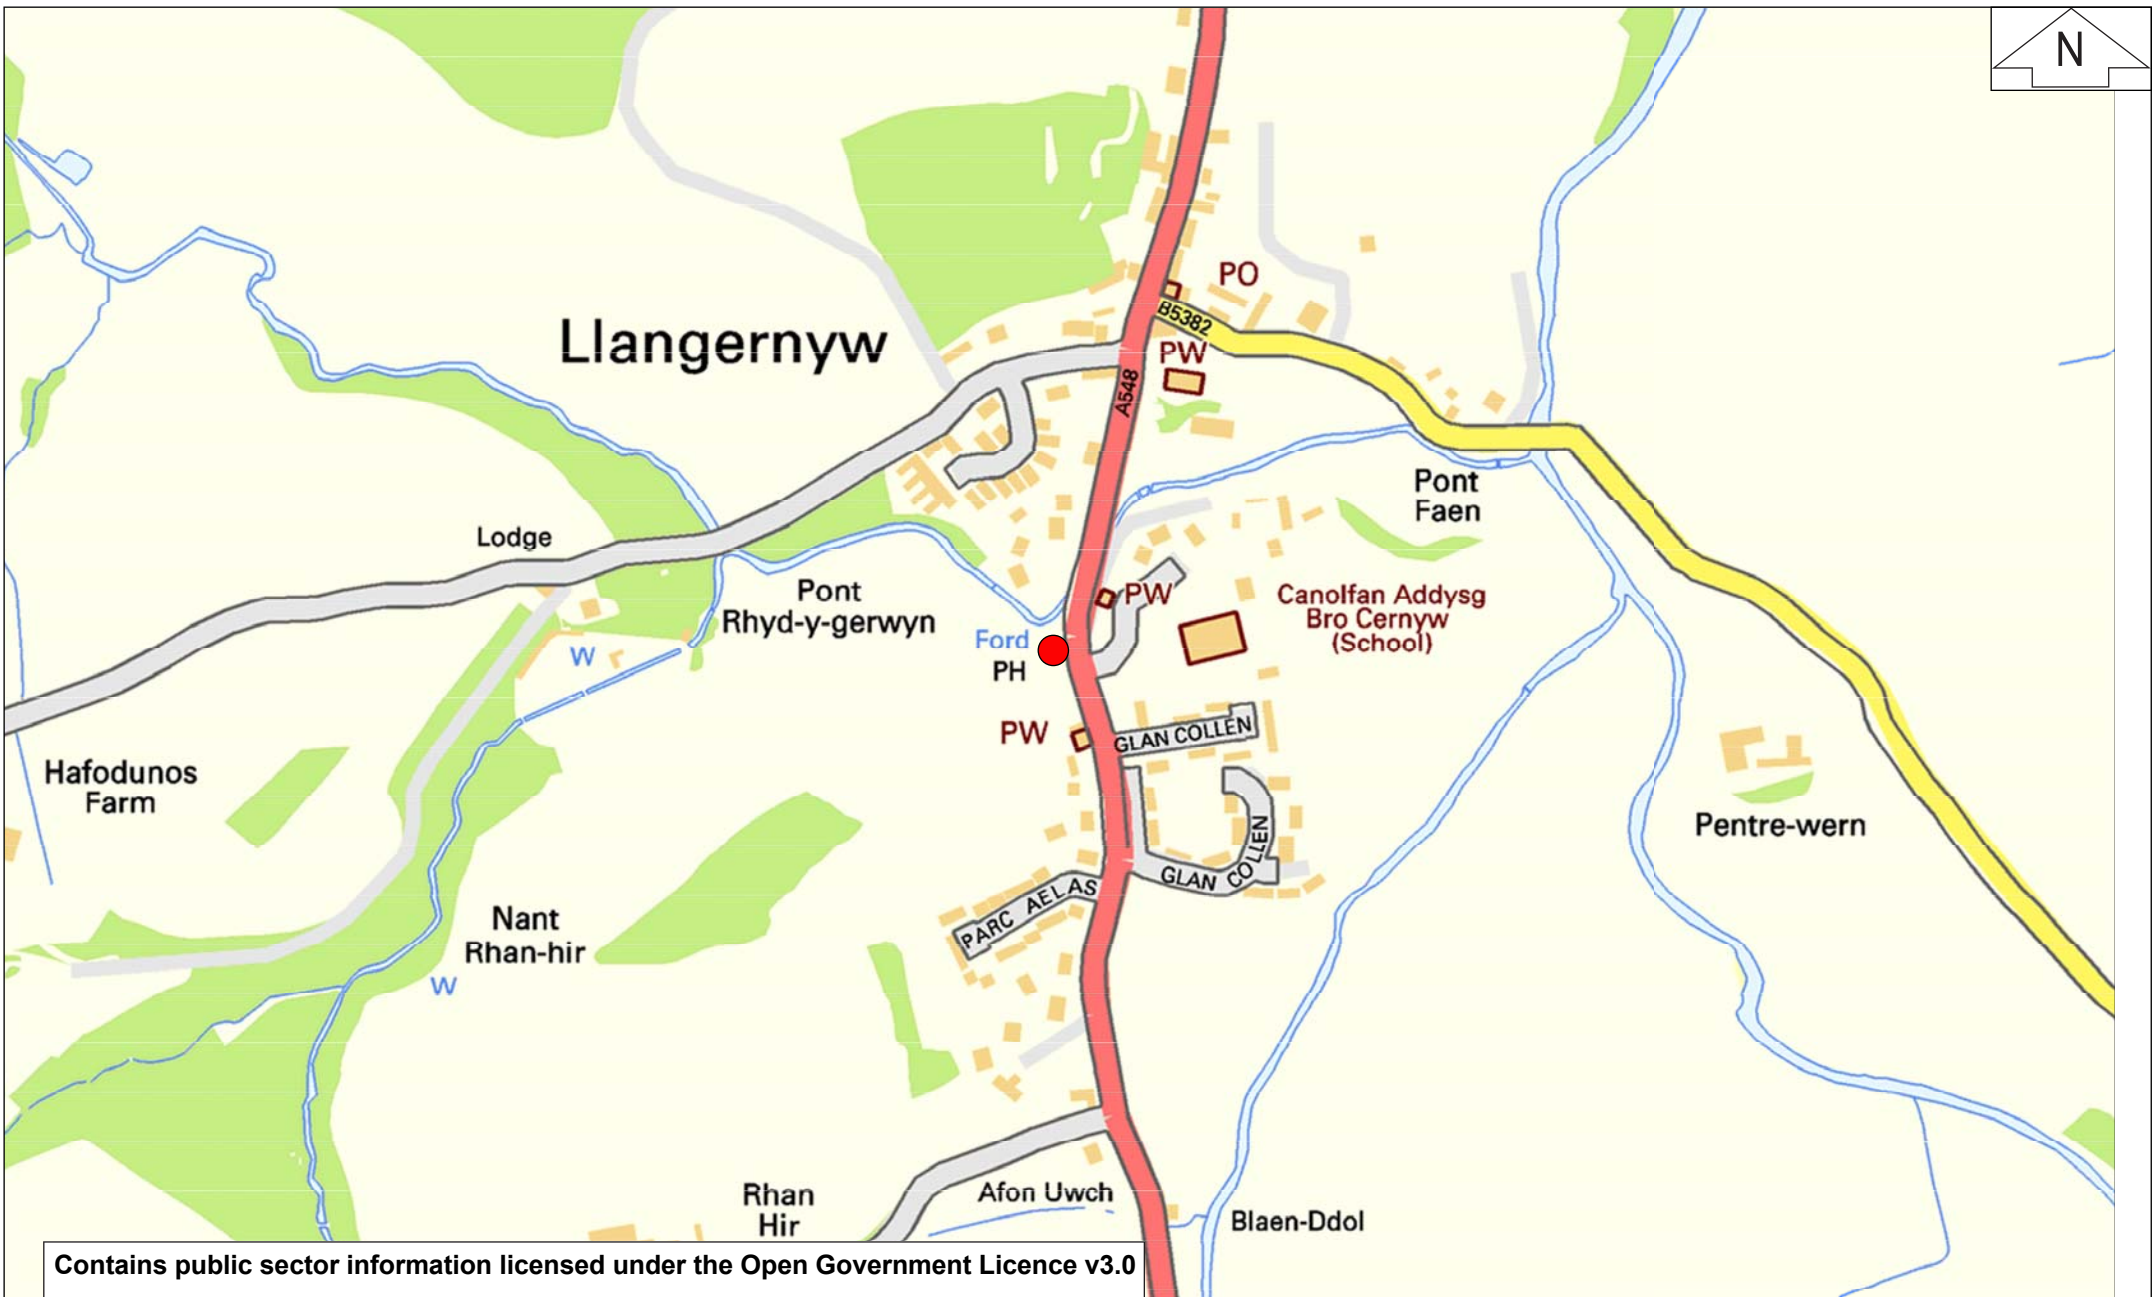 N
PO
B5382
Llangernyw
PW
A548
Pont
Faen
Lodge
Pont
Rhyd-y-gerwyn
PW
Canolfan Addysg
Bro Cernyw
(School)
Ford
PH
W
PW
GLAN COLLEN
Hafodunos
Farm
Pentre-wern
GLAN COLLEN
PARC AELAS
Nant
Rhan-hir
W
Rhan
Hir
Afon Uwch
Blaen-Ddol
Contains public sector information licensed under the Open Government Licence v3.0